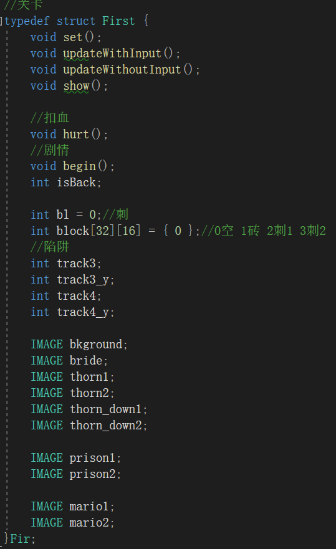 //关卡
typedef struct First {
void set();
void updateWithInput();
void updateWithoutInput();
void show();
//扣血
void hurt();
//剧情
void begin();
int isBack;
int bl = 0;//刺
int block[32][16] = { 0 };//0空 1砖 2刺1 3刺2
//陷阱
int track3;
int track3_y;
int track4;
int track4_y;
IMAGE bkground;
IMAGE bride;
IMAGE thorn1;
IMAGE thorn2;
IMAGE thorn_down1;
IMAGE thorn_down2;
IMAGE prison1;
IMAGE prison2;
IMAGE mario1;
IMAGE mario2;
}Fir;